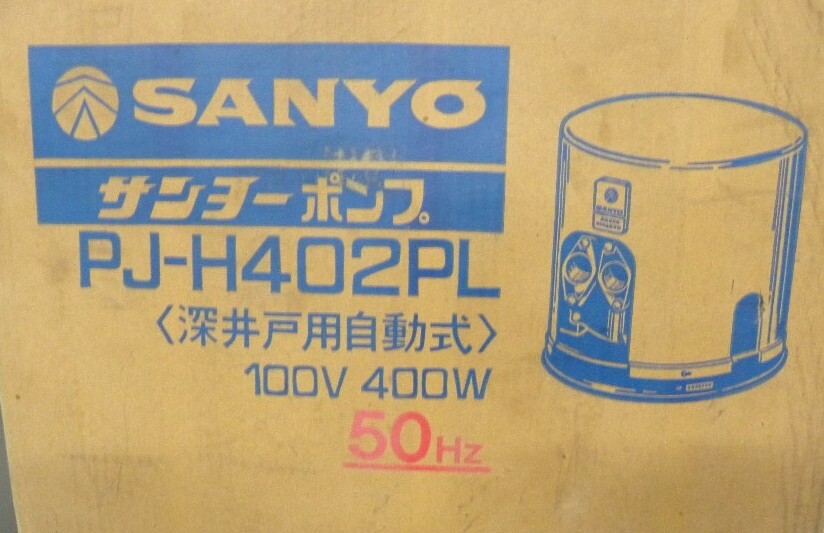 SANYO
サンヨーポンプ
PJ-H402PL
〈深井戸用自動式〉
100V 400W
50Hz
SANYO